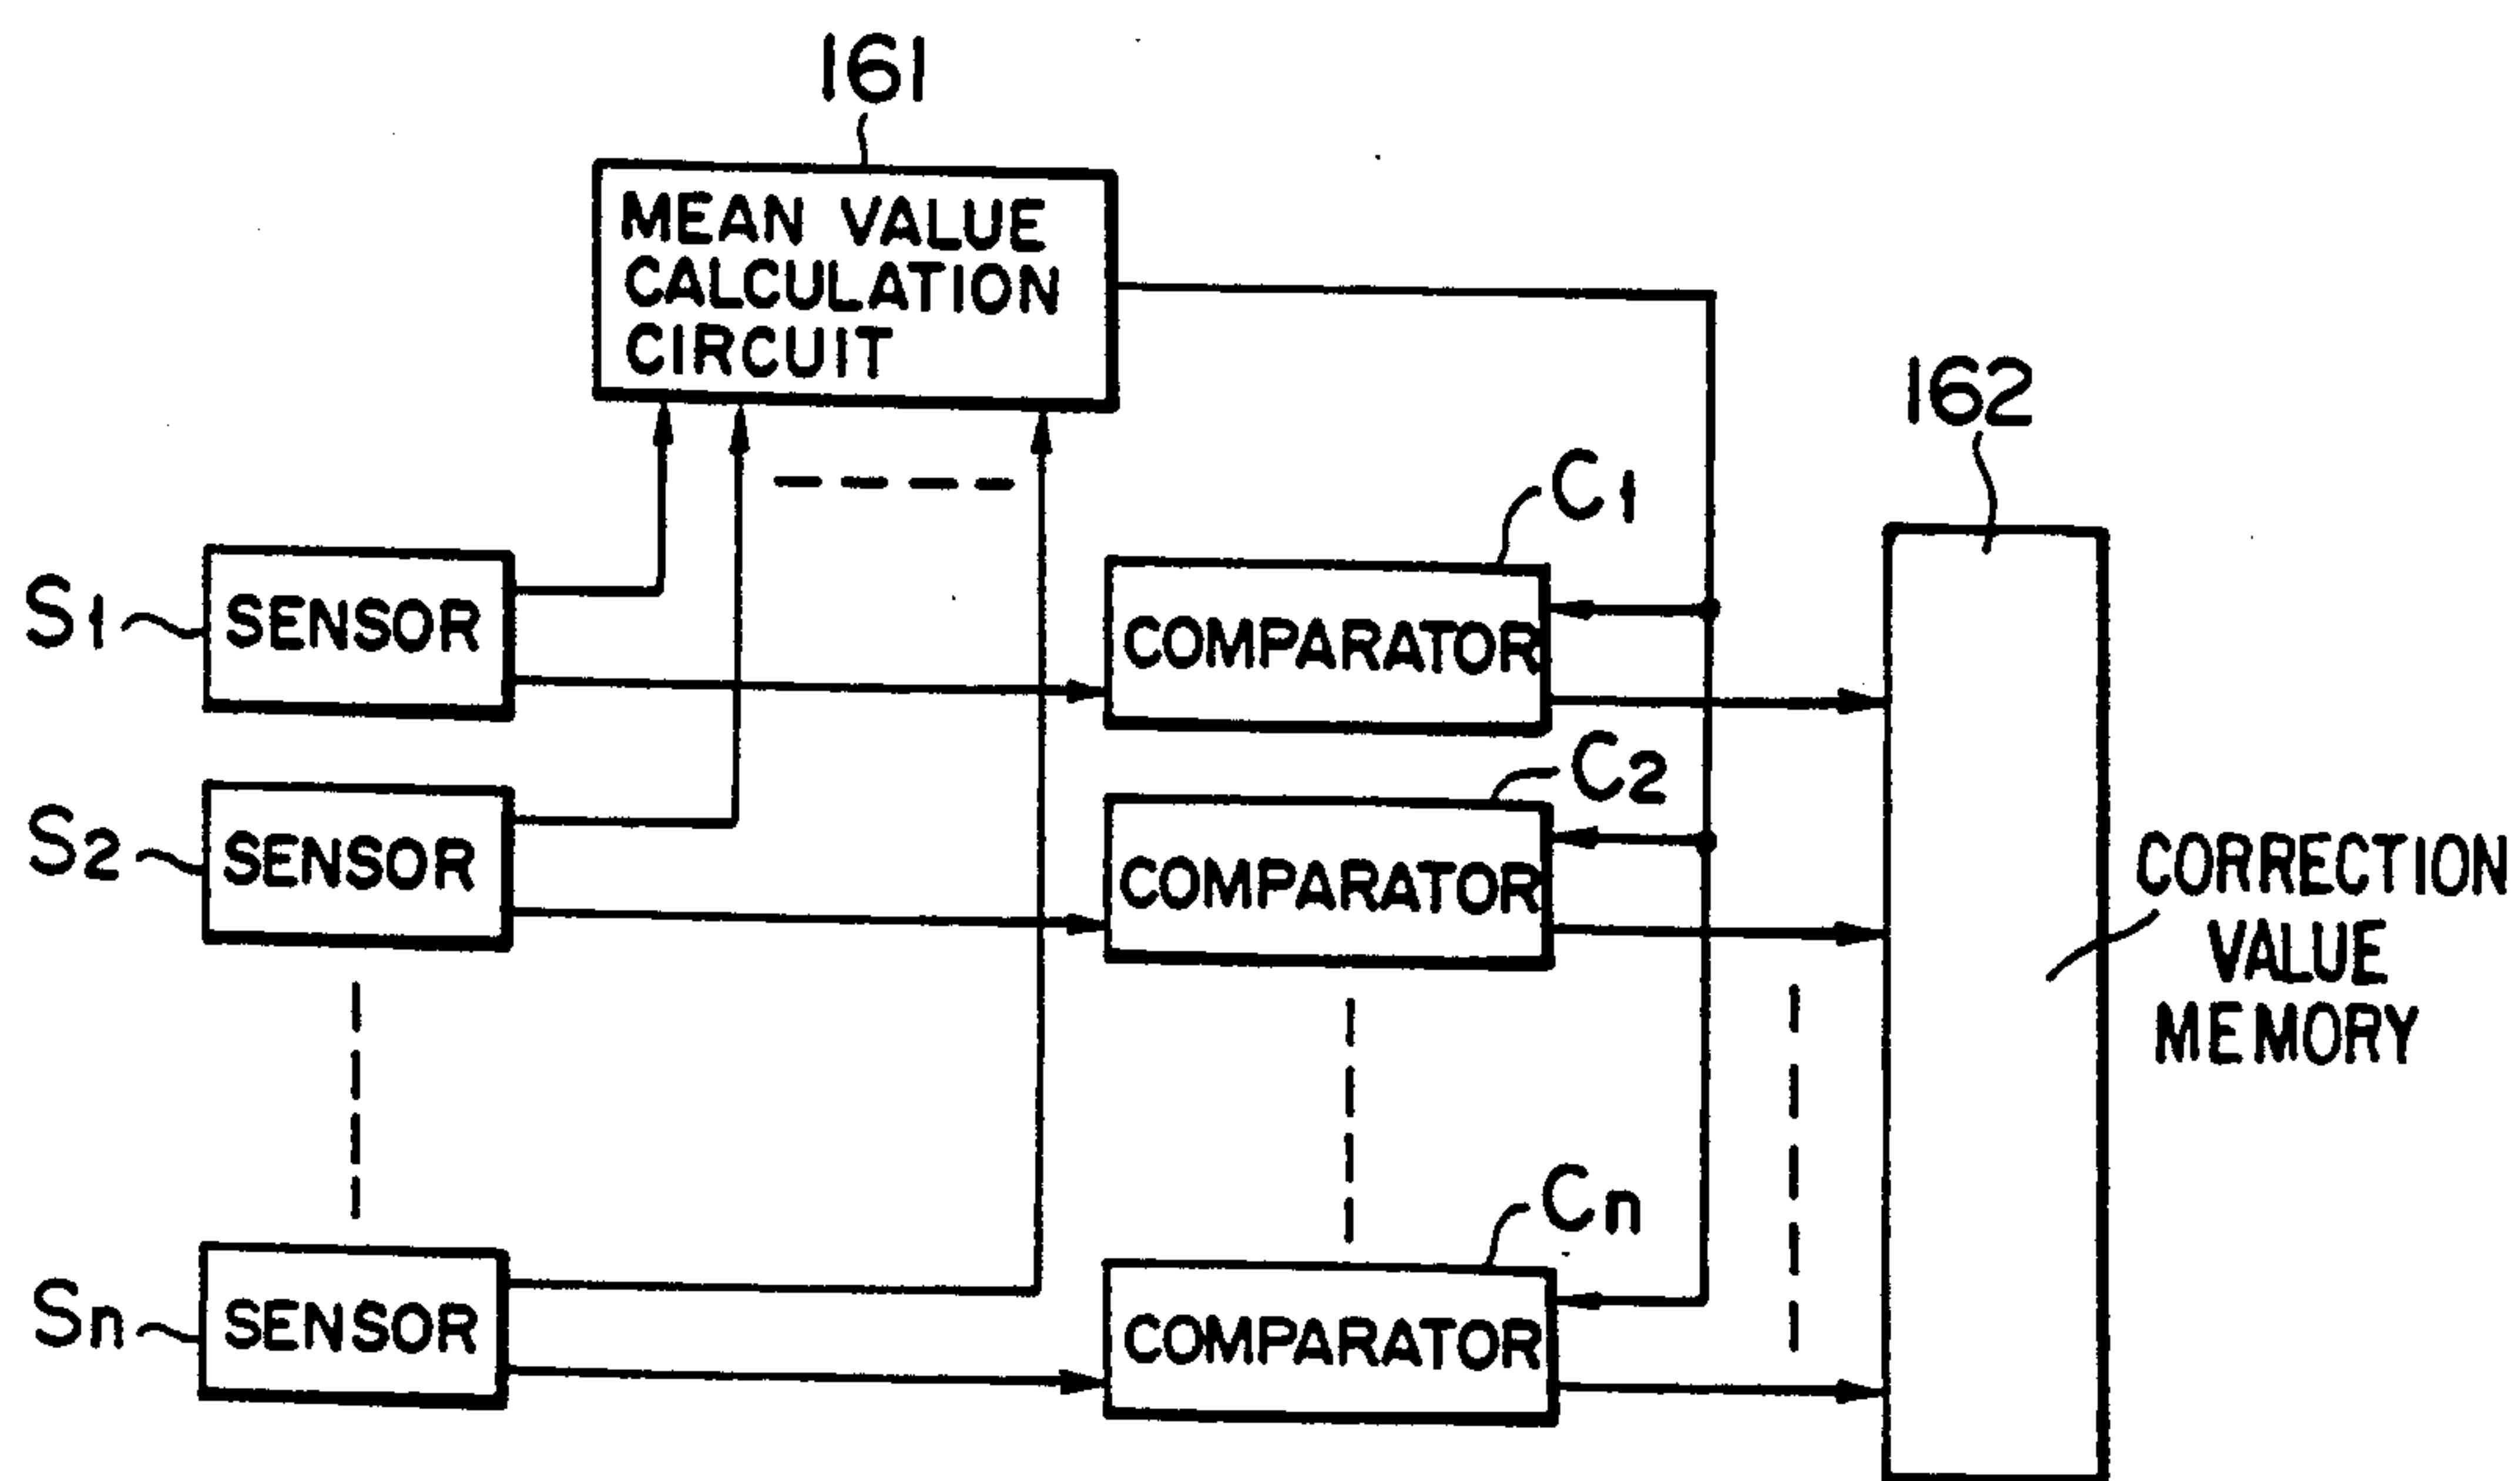 161
MEAN VALUE
CALCULATION
CIRCUIT
162
C1
S1
SENSOR
COMPARATOR
C2
S2
SENSOR
COMPARATOR
CORRECTION
VALUE
MEMORY
Cn
Sn
SENSOR
COMPARATOR